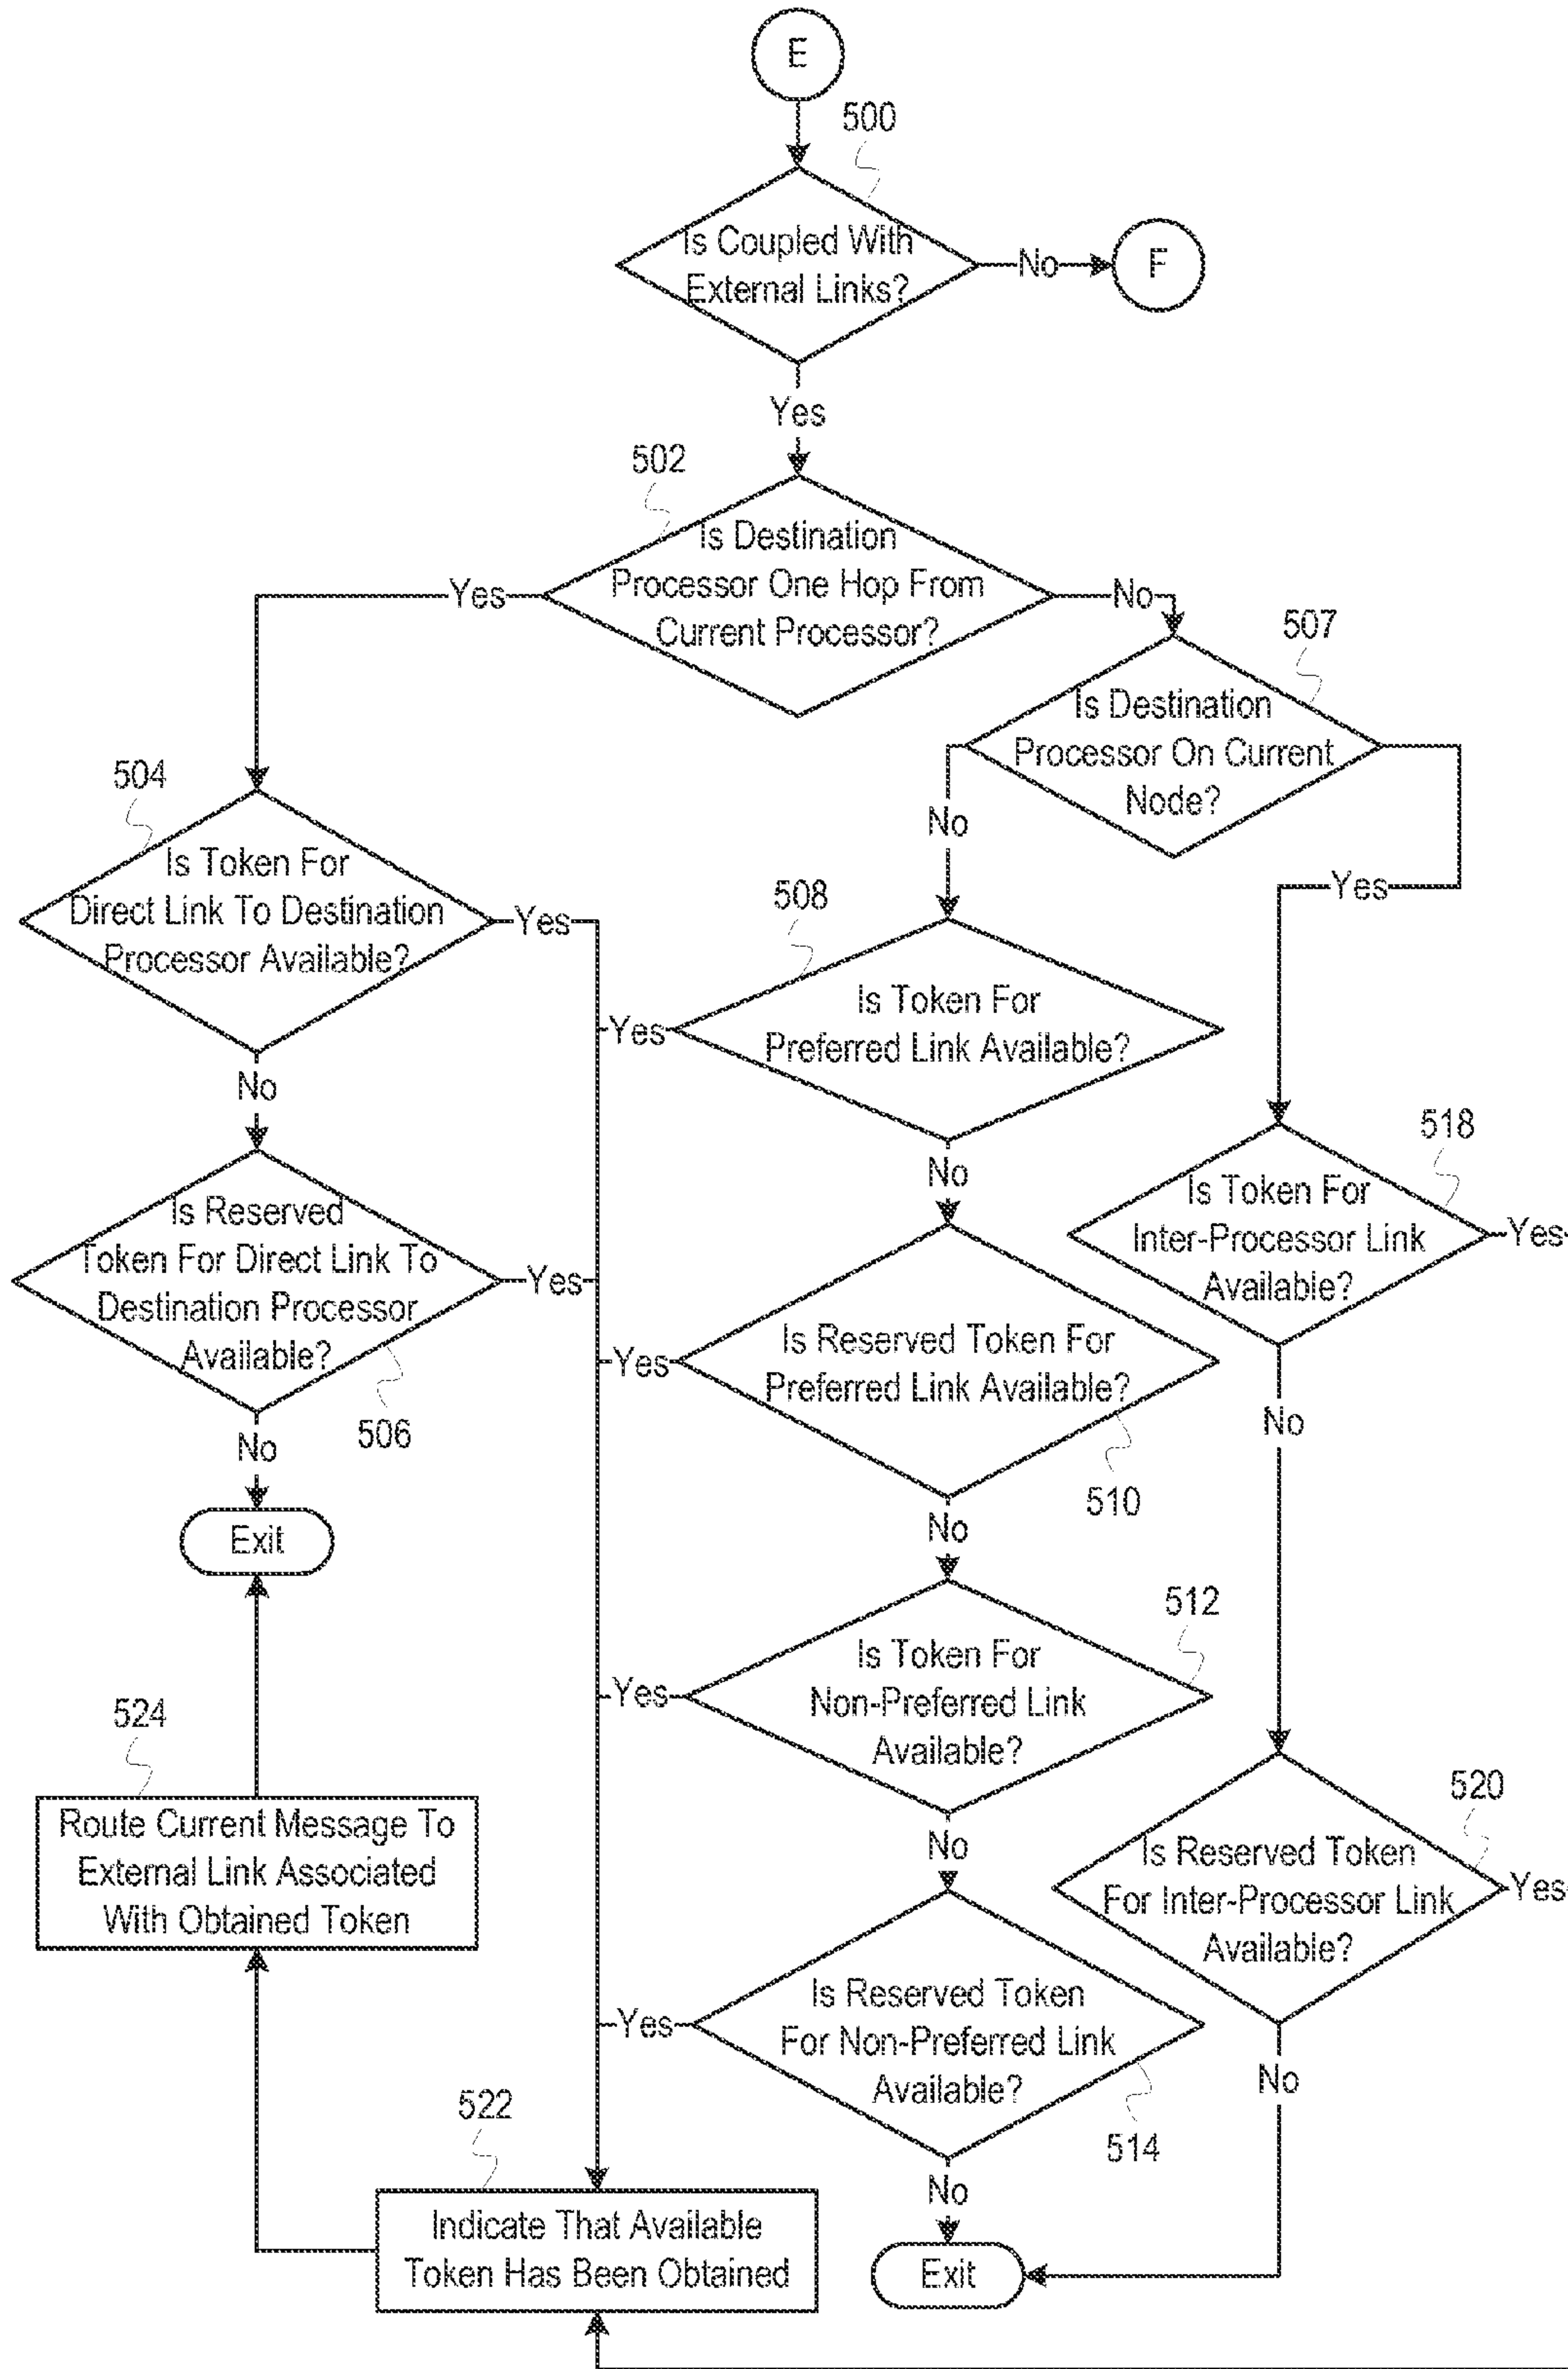 E
500
Is Coupled With
External Links?
No
F
Yes
502
Is Destination
Processor One Hop From
Current Processor?
Yes
No
507
Is Destination
Processor On Current
Node?
No
Yes
504
Is Token For
Direct Link To Destination
Processor Available?
Yes
No
508
Is Token For
Preferred Link Available?
Yes
No
518
Is Token For
Inter-Processor Link
Available?
Yes
No
Is Reserved
Token For Direct Link To
Destination Processor
Available?
Yes
506
No
Exit
Is Reserved Token For
Preferred Link Available?
Yes
510
No
512
Is Token For
Non-Preferred Link
Available?
Yes
No
520
Is Reserved Token
For Inter-Processor Link
Available?
Yes
No
524
Route Current Message To
External Link Associated
With Obtained Token
Is Reserved Token
For Non-Preferred Link
Available?
Yes
514
No
522
Indicate That Available
Token Has Been Obtained
Exit